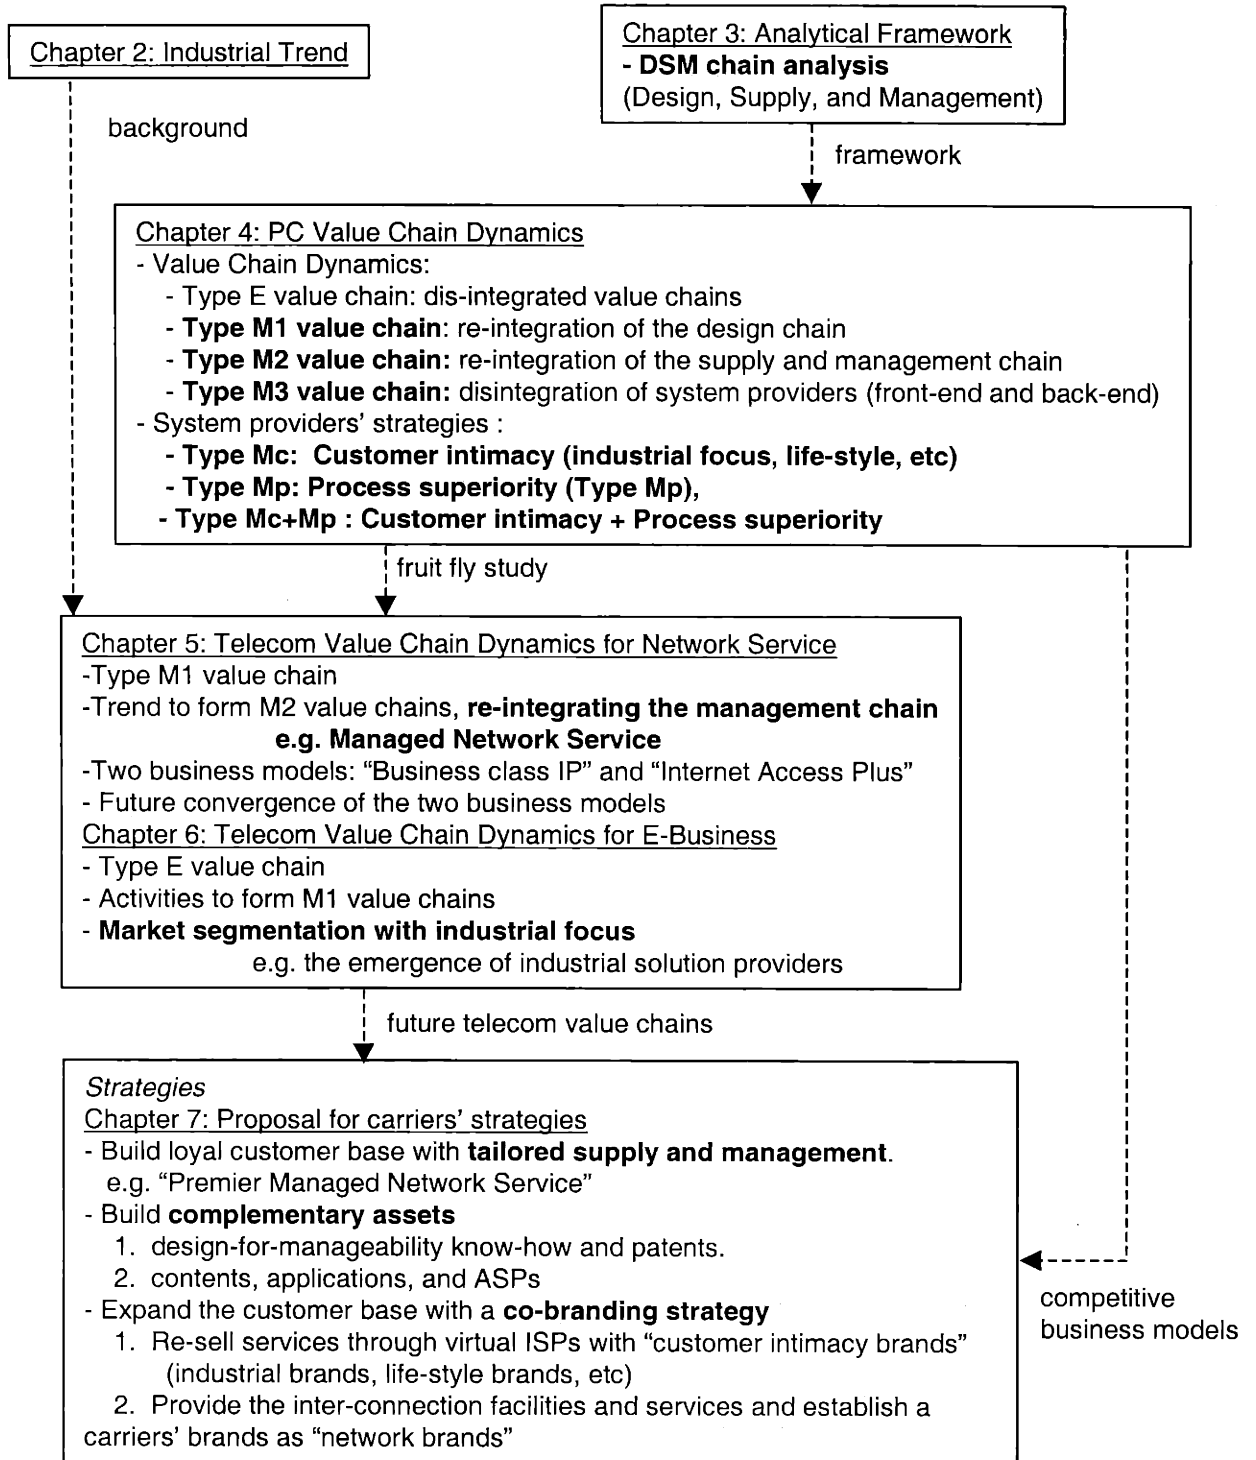 Chapter 2: Industrial Trend
Chapter 3: Analytical Framework
- DSM chain analysis
(Design, Supply, and Management)
background
framework
Chapter 4: PC Value Chain Dynamics
- Value Chain Dynamics:
- Type E value chain: dis-integrated value chains
- Type M1 value chain: re-integration of the design chain
- Type M2 value chain: re-integration of the supply and management chain
- Type M3 value chain: disintegration of system providers (front-end and back-end)
- System providers’ strategies :
- Type Mc: Customer intimacy (industrial focus, life-style, etc)
- Type Mp: Process superiority (Type Mp),
- Type Mc+Mp : Customer intimacy + Process superiority
fruit fly study
Chapter 5: Telecom Value Chain Dynamics for Network Service
-Type M1 value chain
-Trend to form M2 value chains, re-integrating the management chain
e.g. Managed Network Service
-Two business models: “Business class IP” and “Internet Access Plus”
- Future convergence of the two business models
Chapter 6: Telecom Value Chain Dynamics for E-Business
- Type E value chain
- Activities to form M1 value chains
- Market segmentation with industrial focus
e.g. the emergence of industrial solution providers
future telecom value chains
Strategies
Chapter 7: Proposal for carriers’ strategies
- Build loyal customer base with tailored supply and management.
e.g. “Premier Managed Network Service”
- Build complementary assets
1. design-for-manageability know-how and patents.
2. contents, applications, and ASPs
- Expand the customer base with a co-branding strategy
1. Re-sell services through virtual ISPs with “customer intimacy brands”
(industrial brands, life-style brands, etc)
2. Provide the inter-connection facilities and services and establish a
carriers’ brands as “network brands”
competitive
business models